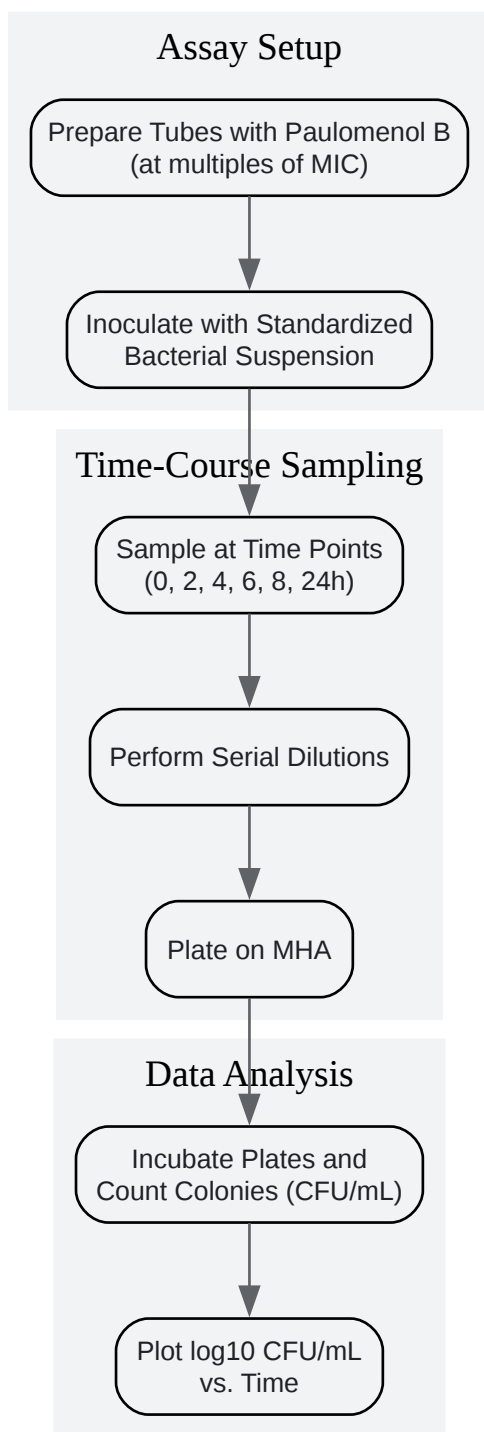 Assay Setup
Prepare Tubes with Paulomenol B
(at multiples of MIC)
Inoculate with Standardized
Bacterial Suspension
Time-Course Sampling
Sample at Time Points
(0, 2, 4, 6, 8, 24h)
Perform Serial Dilutions
Plate on MHA
Data Analysis
Incubate Plates and
Count Colonies (CFU/mL)
Plot log10 CFU/mL
vs. Time